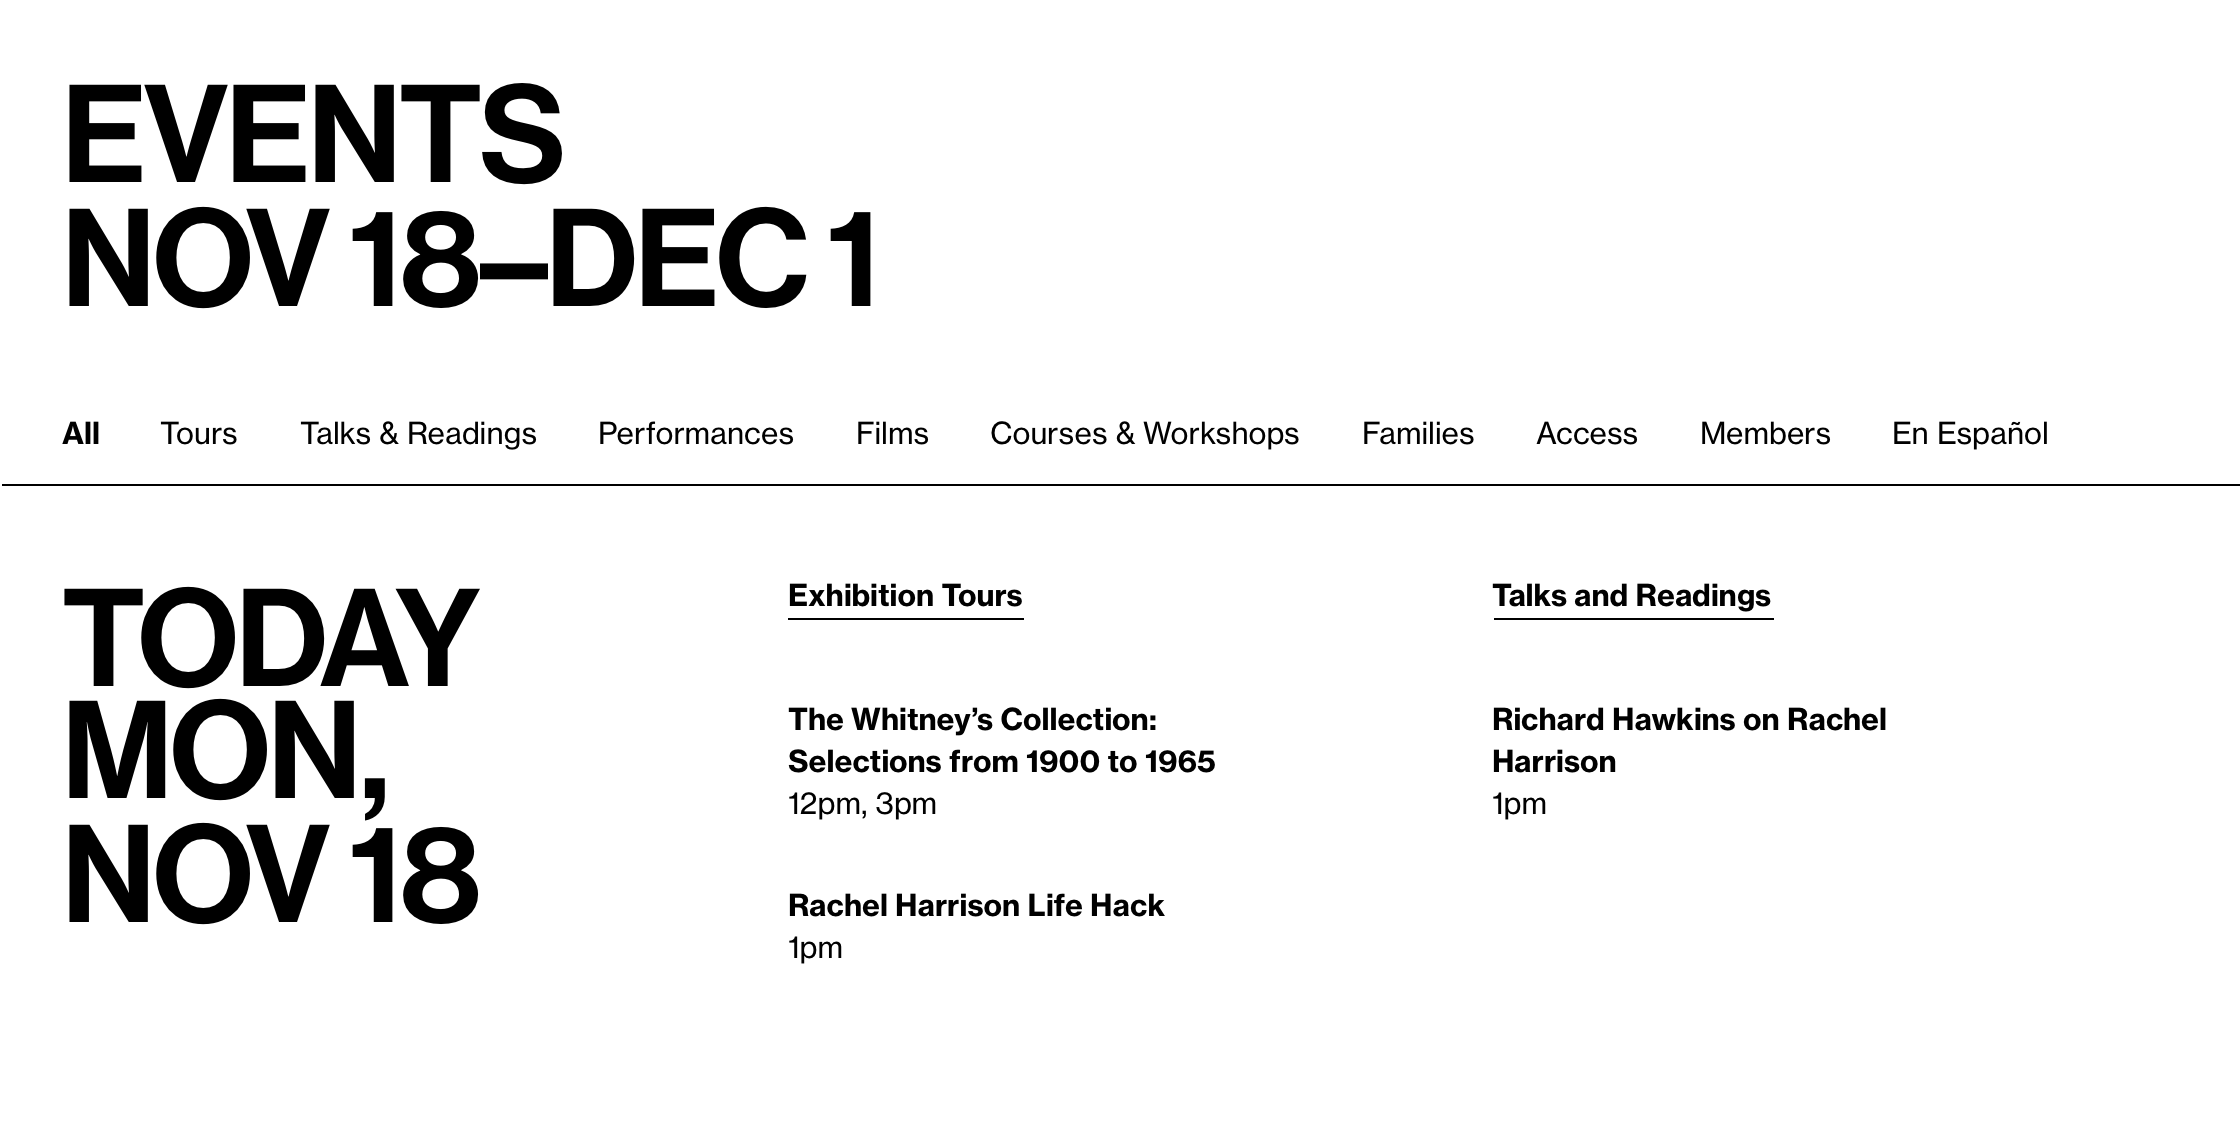 EVENTS
NOV 18–DEC 1
All Tours Talks & Readings Performances Films Courses & Workshops Families Access Members En Español
TODAY
MON,
NOV 18
Exhibition Tours
The Whitney’s Collection:
Selections from 1900 to 1965
12pm, 3pm
Rachel Harrison Life Hack
1pm
Talks and Readings
Richard Hawkins on Rachel
Harrison
1pm